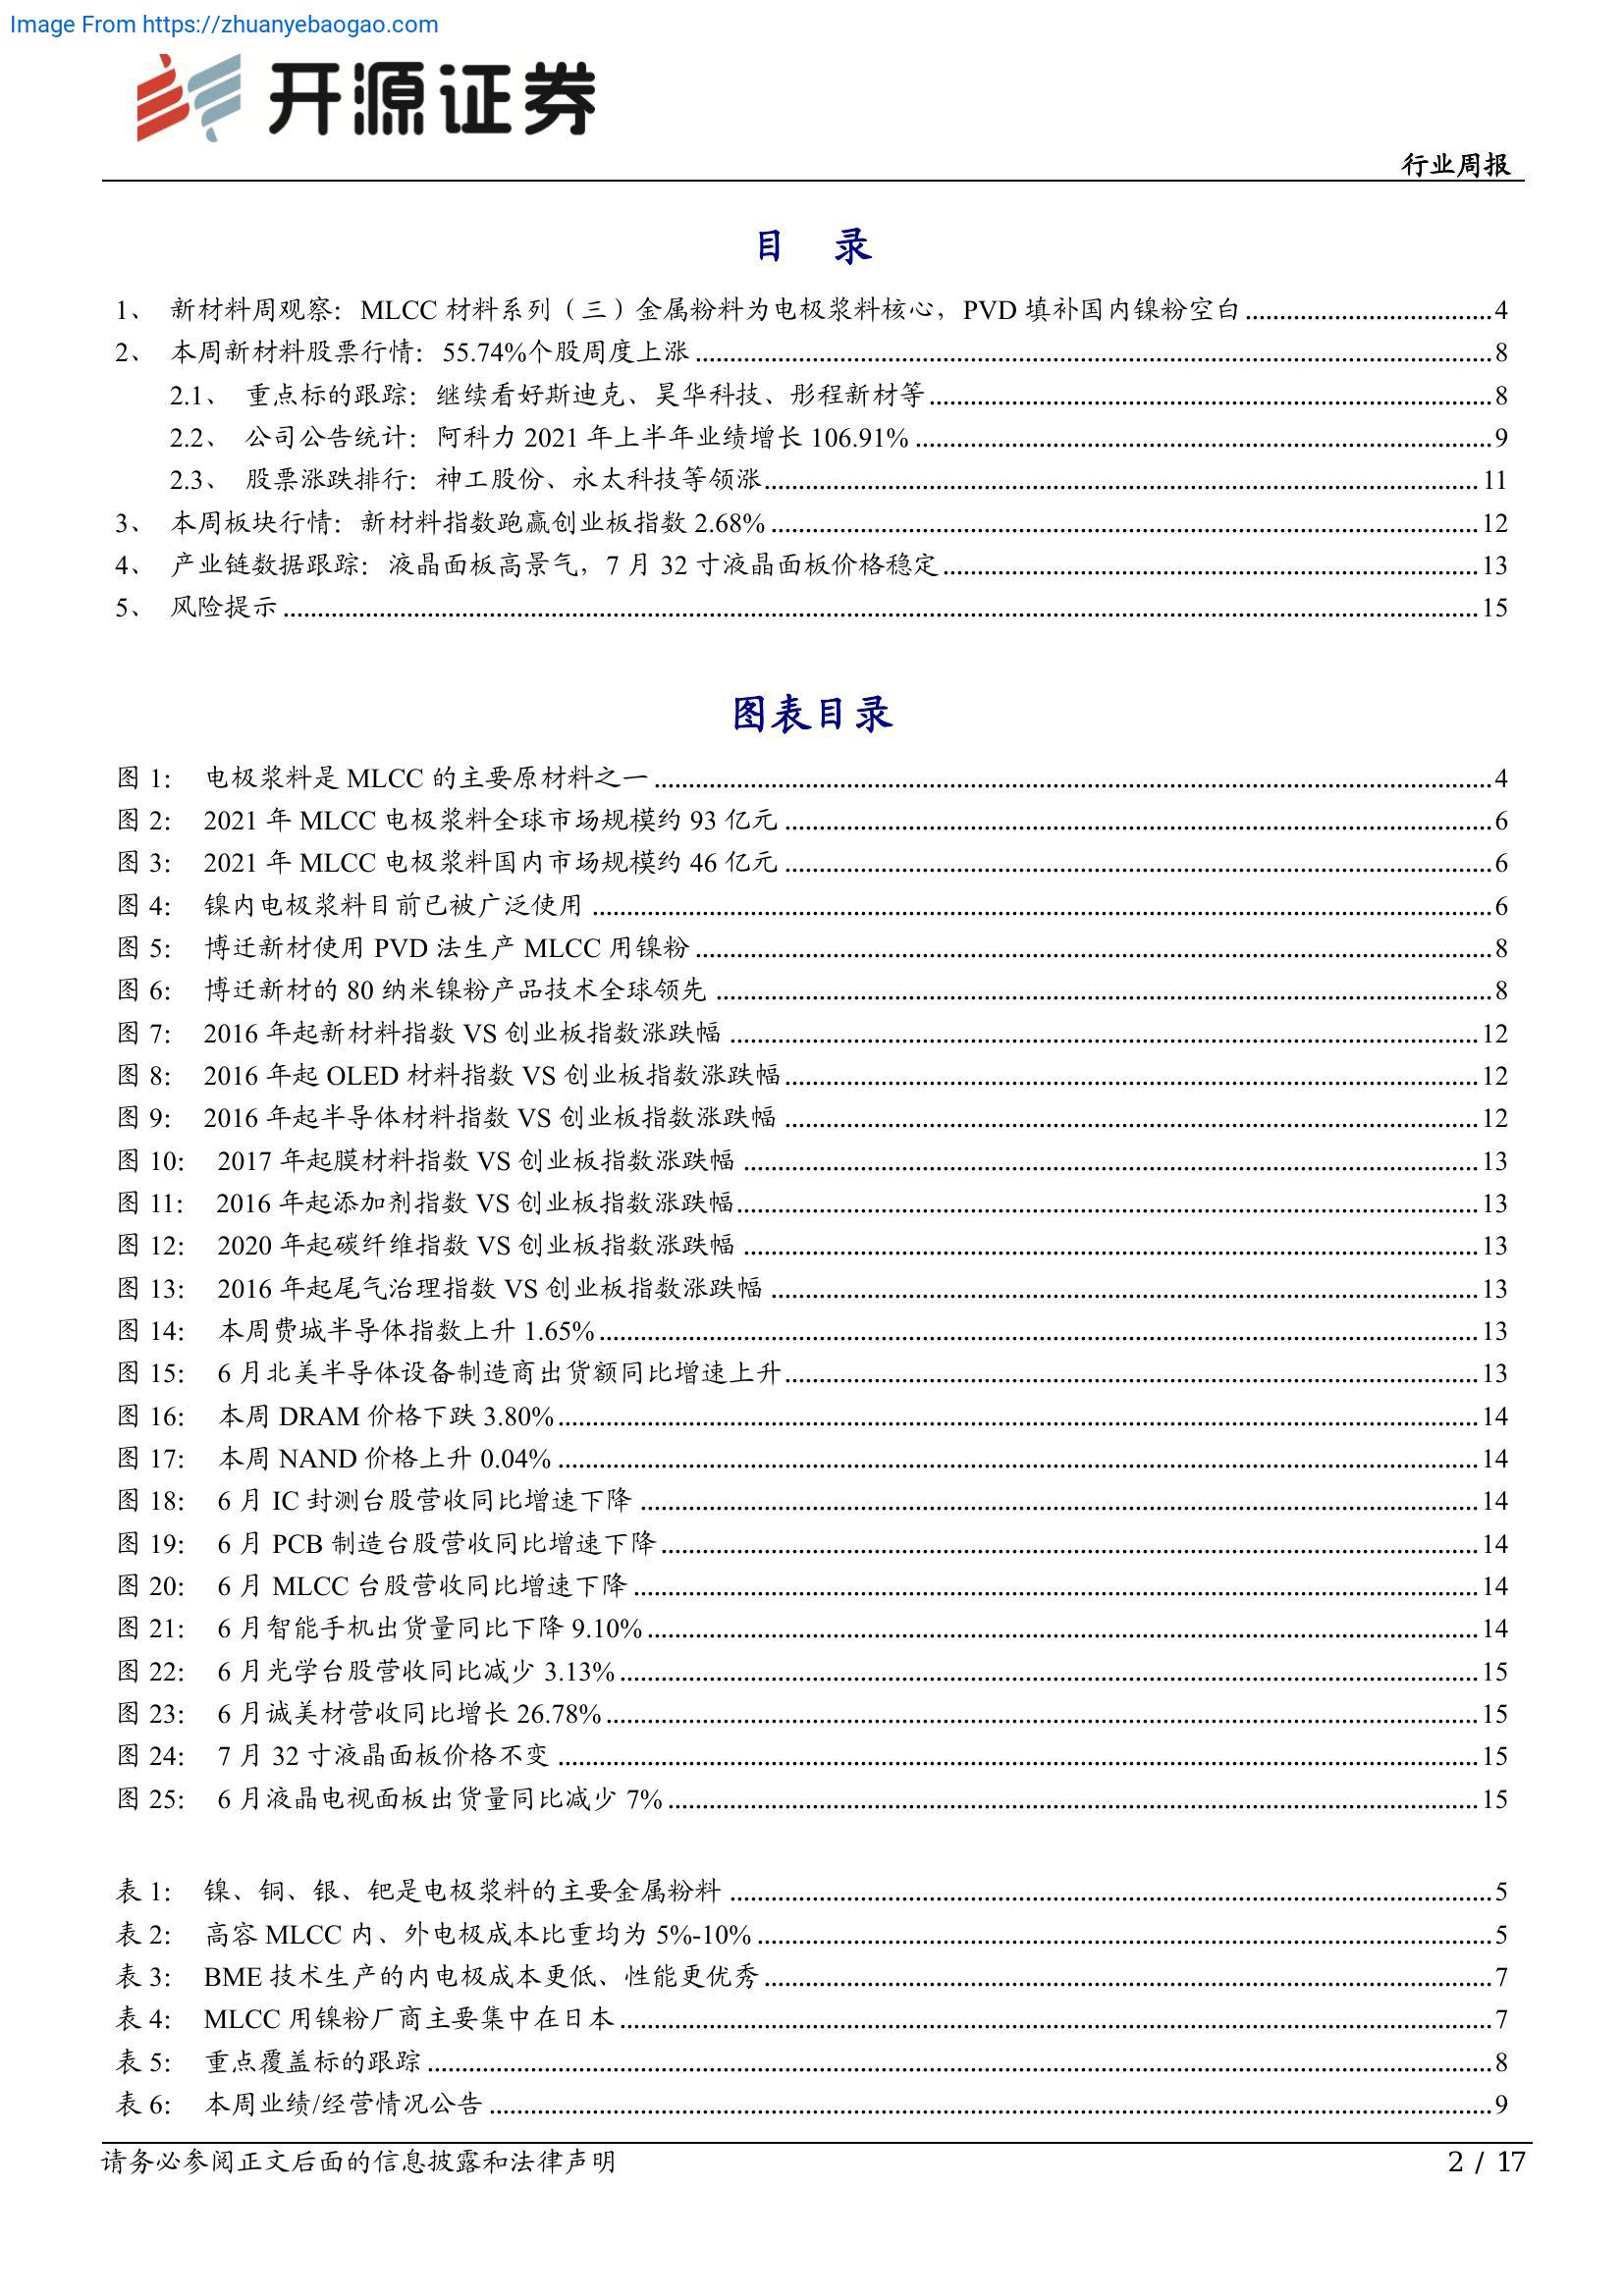 Image From https://zhuanyebaogao.com
开源证券
行业周报
目 录
1、 新材料周观察：MLCC 材料系列（三）金属粉料为电极浆料核心，PVD 填补国内镍粉空白 4
2、 本周新材料股票行情：55.74%个股周度上涨 8
2.1、 重点标的跟踪：继续看好斯迪克、昊华科技、彤程新材等 8
2.2、 公司公告统计：阿科力 2021 年上半年业绩增长 106.91% 9
2.3、 股票涨跌排行：神工股份、永太科技等领涨 11
3、 本周板块行情：新材料指数跑赢创业板指数 2.68% 12
4、 产业链数据跟踪：液晶面板高景气，7 月 32 寸液晶面板价格稳定 13
5、 风险提示 15
图表目录
图 1： 电极浆料是 MLCC 的主要原材料之一 4
图 2： 2021 年 MLCC 电极浆料全球市场规模约 93 亿元 6
图 3： 2021 年 MLCC 电极浆料国内市场规模约 46 亿元 6
图 4： 镍内电极浆料目前已被广泛使用 6
图 5： 博迁新材使用 PVD 法生产 MLCC 用镍粉 8
图 6： 博迁新材的 80 纳米镍粉产品技术全球领先 8
图 7： 2016 年起新材料指数 VS 创业板指数涨跌幅 12
图 8： 2016 年起 OLED 材料指数 VS 创业板指数涨跌幅 12
图 9： 2016 年起半导体材料指数 VS 创业板指数涨跌幅 12
图 10： 2017 年起膜材料指数 VS 创业板指数涨跌幅 13
图 11： 2016 年起添加剂指数 VS 创业板指数涨跌幅 13
图 12： 2020 年起碳纤维指数 VS 创业板指数涨跌幅 13
图 13： 2016 年起尾气治理指数 VS 创业板指数涨跌幅 13
图 14： 本周费城半导体指数上升 1.65% 13
图 15： 6 月北美半导体设备制造商出货额同比增速上升 13
图 16： 本周 DRAM 价格下跌 3.80% 14
图 17： 本周 NAND 价格上升 0.04% 14
图 18： 6 月 IC 封测台股营收同比增速下降 14
图 19： 6 月 PCB 制造台股营收同比增速下降 14
图 20： 6 月 MLCC 台股营收同比增速下降 14
图 21： 6 月智能手机出货量同比下降 9.10% 14
图 22： 6 月光学台股营收同比减少 3.13% 15
图 23： 6 月诚美材营收同比增长 26.78% 15
图 24： 7 月 32 寸液晶面板价格不变 15
图 25： 6 月液晶电视面板出货量同比减少 7% 15
表 1： 镍、铜、银、钯是电极浆料的主要金属粉料 5
表 2： 高容 MLCC 内、外电极成本比重均为 5%-10% 5
表 3： BME 技术生产的内电极成本更低、性能更优秀 7
表 4： MLCC 用镍粉厂商主要集中在日本 7
表 5： 重点覆盖标的跟踪 8
表 6： 本周业绩/经营情况公告 9
请务必参阅正文后面的信息披露和法律声明
2 / 17